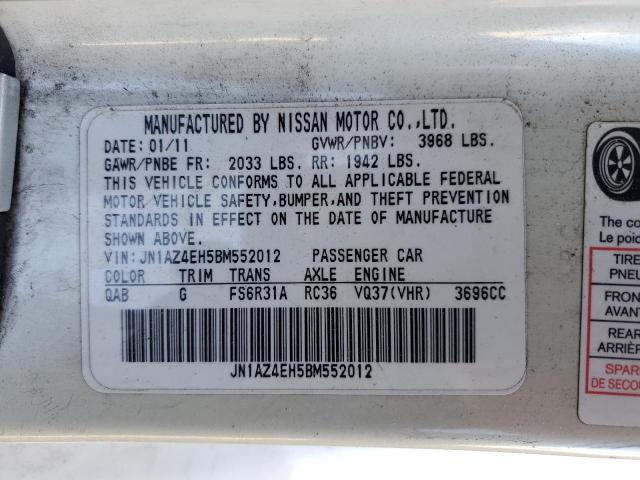 MANUFACTURED BY NISSAN MOTOR CO.,LTD.
DATE: 01/11 GVWR/PNBV: 3968 LBS.
GAWR/PNBE FR: 2033 LBS. RR: 1942 LBS.
THIS VEHICLE CONFORMS TO ALL APPLICABLE FEDERAL
MOTOR VEHICLE SAFETY,BUMPER,AND THEFT PREVENTION
STANDARDS IN EFFECT ON THE DATE OF MANUFACTURE
SHOWN ABOVE.
VIN:JN1AZ4EH5BM552012 PASSENGER CAR
COLOR TRIM TRANS AXLE ENGINE
QAB G FS6R31A RC36 VQ37(VHR) 3696CC
JN1AZ4EH5BM552012
The co
Le poid
TIRE
PNEU
FRON
AVANT
REAR
ARRIÈR
SPARE
DE SECOU